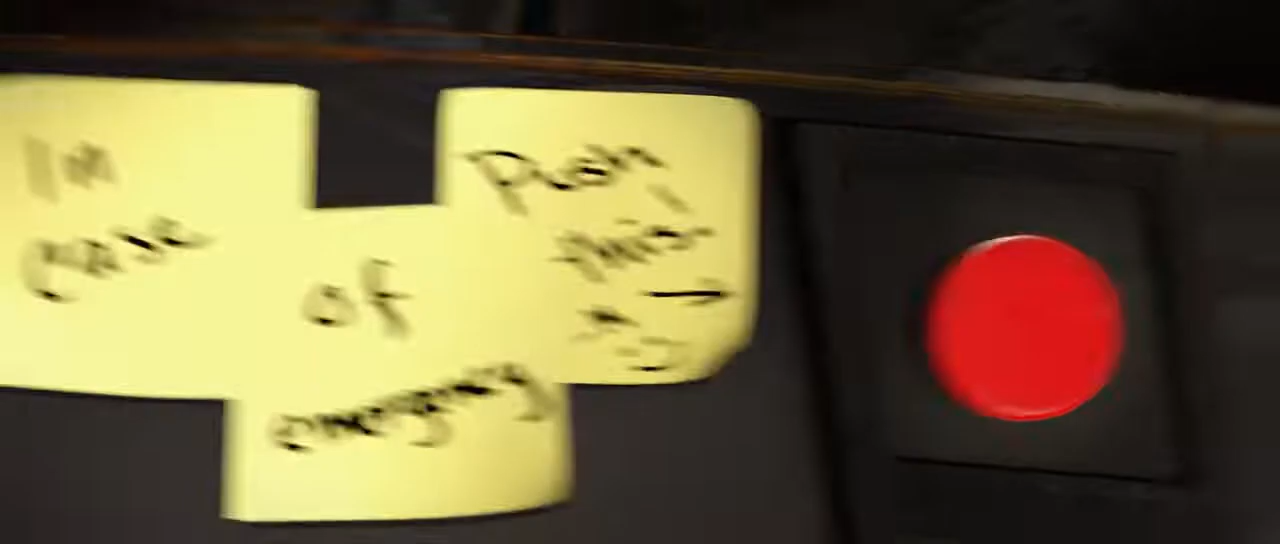 In
case
of
emergency
Push
this
→